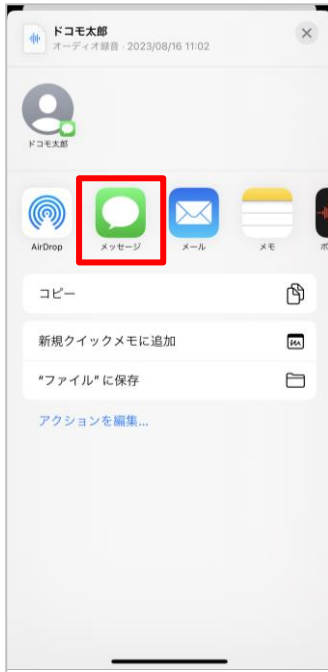 ドコモ太郎
オーディオ録音・2023/08/16 11:02
ドコモ太郎
AirDrop
メッセージ
メール
メモ
コピー
新規クイックメモに追加
“ファイル” に保存
アクションを編集...